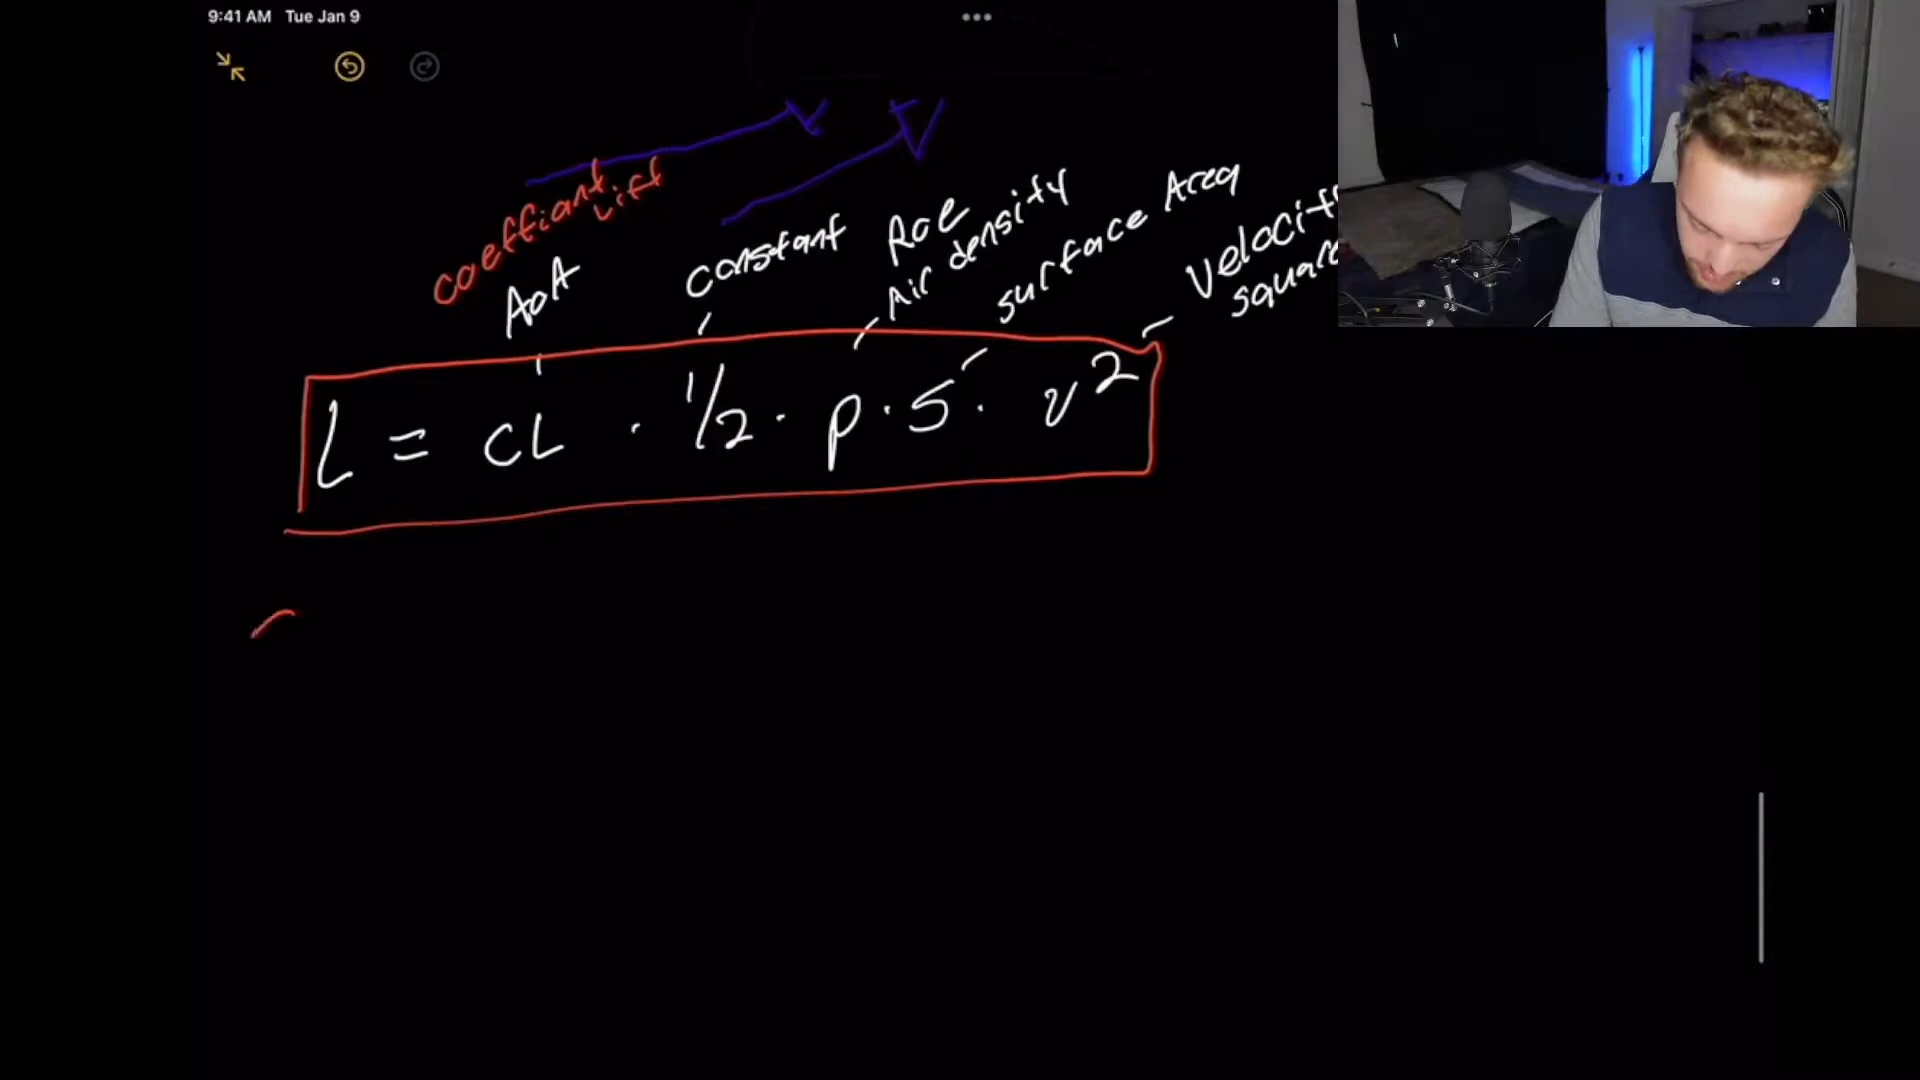 9:41 AM Tue Jan 9
coeffiant Lift
AoA
constant
Roe
Air density
surface Area
Velocity
squar
L = CL · 1/2 · p · S · v²